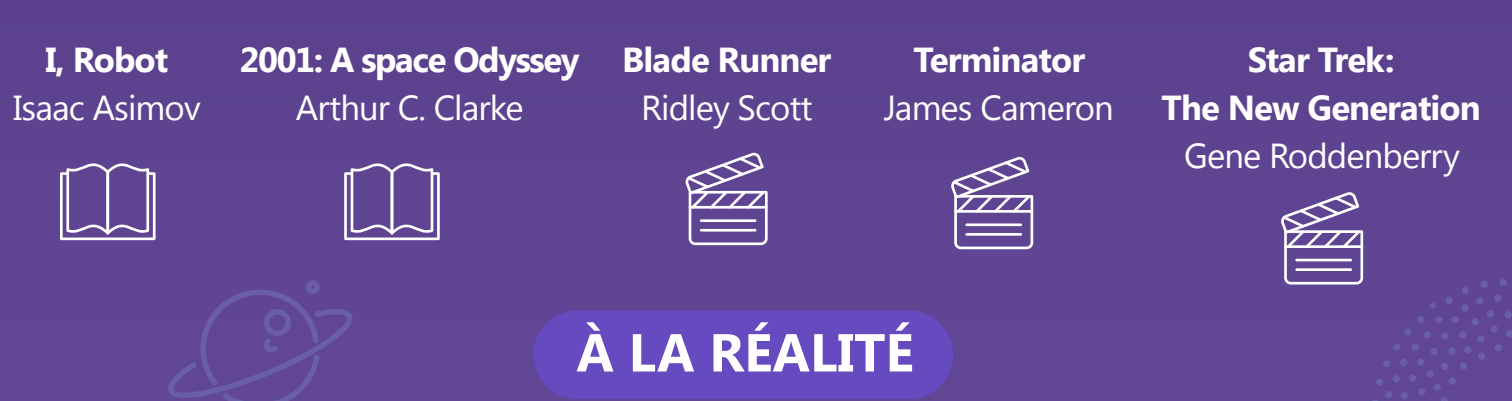 I, Robot
Isaac Asimov
2001: A space Odyssey
Arthur C. Clarke
Blade Runner
Ridley Scott
Terminator
James Cameron
Star Trek:
The New Generation
Gene Roddenberry
À LA RÉALITÉ